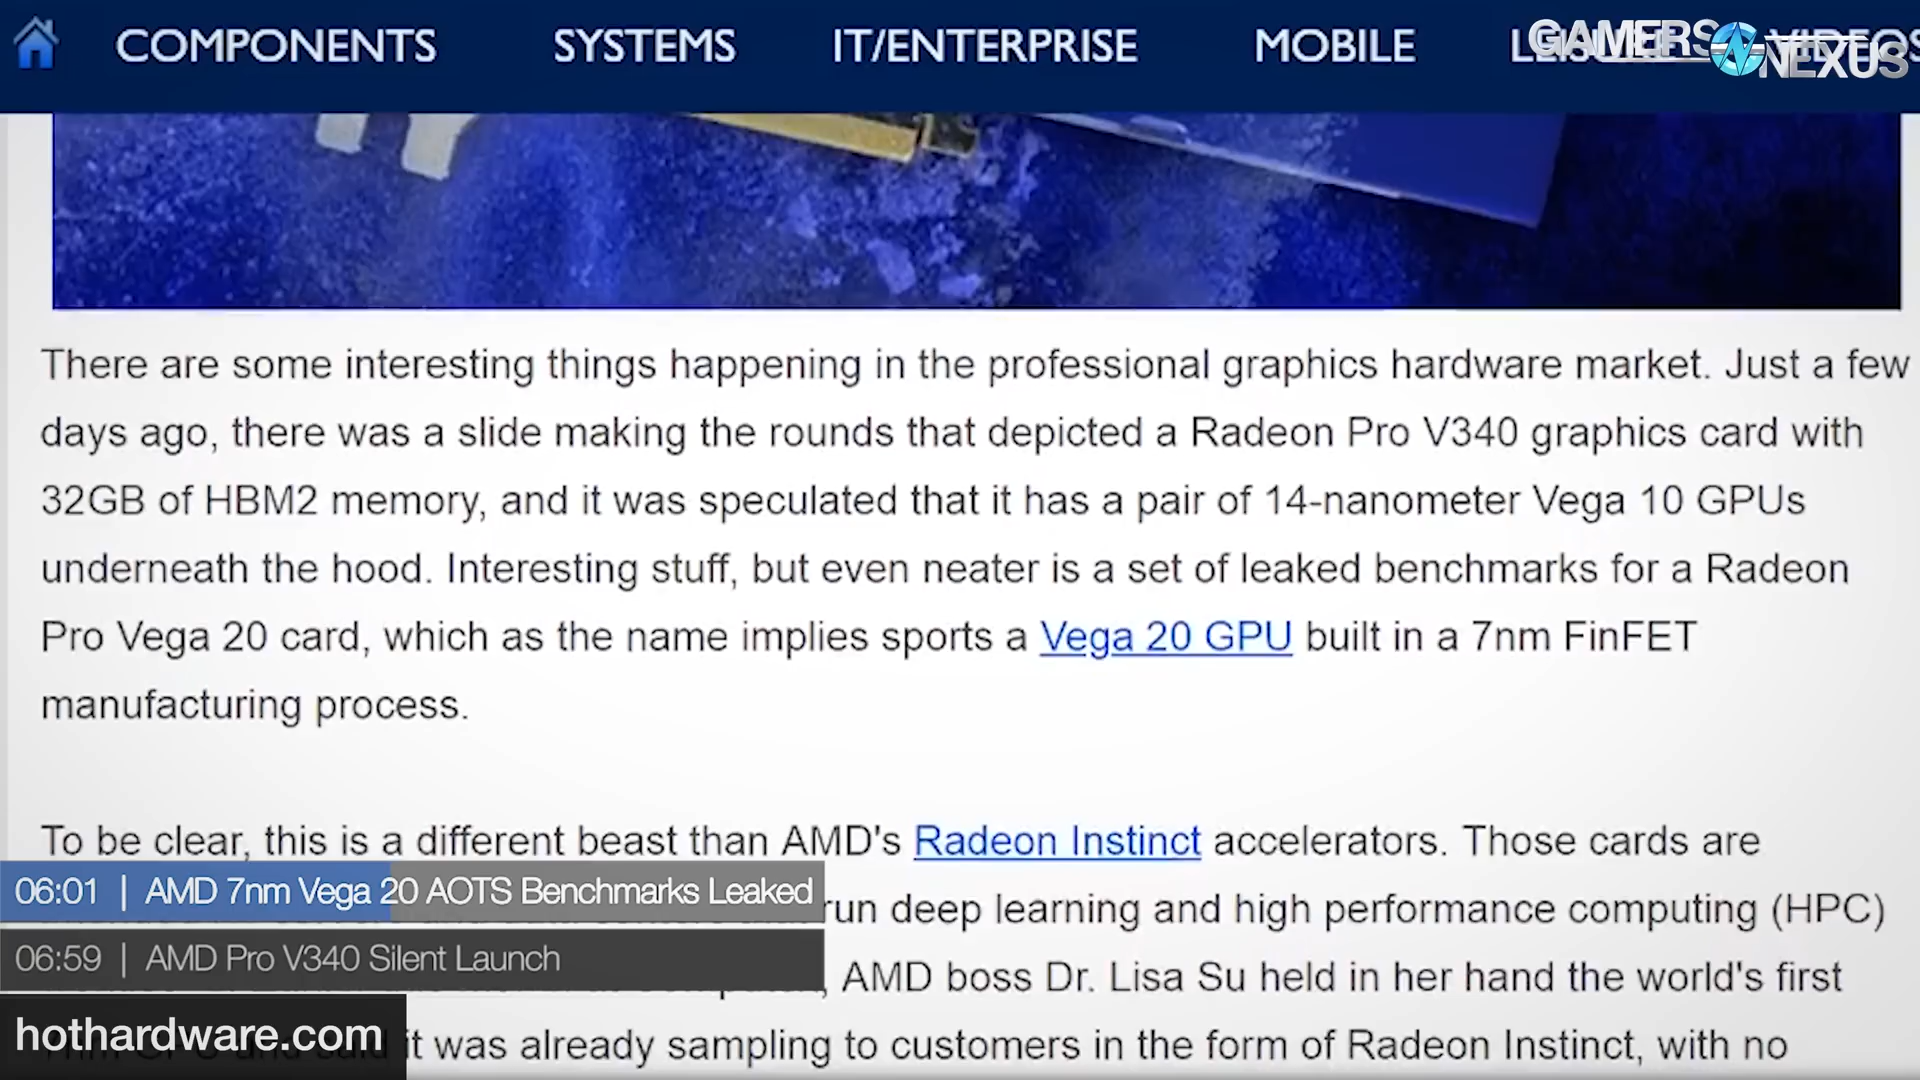 COMPONENTS SYSTEMS IT/ENTERPRISE MOBILE
GAMERS NEXUS
There are some interesting things happening in the professional graphics hardware market. Just a few
days ago, there was a slide making the rounds that depicted a Radeon Pro V340 graphics card with
32GB of HBM2 memory, and it was speculated that it has a pair of 14-nanometer Vega 10 GPUs
underneath the hood. Interesting stuff, but even neater is a set of leaked benchmarks for a Radeon
Pro Vega 20 card, which as the name implies sports a Vega 20 GPU built in a 7nm FinFET
manufacturing process.
To be clear, this is a different beast than AMD's Radeon Instinct accelerators. Those cards are
06:01 | AMD 7nm Vega 20 AOTS Benchmarks Leaked
run deep learning and high performance computing (HPC)
06:59 | AMD Pro V340 Silent Launch
AMD boss Dr. Lisa Su held in her hand the world's first
hothardware.com
it was already sampling to customers in the form of Radeon Instinct, with no